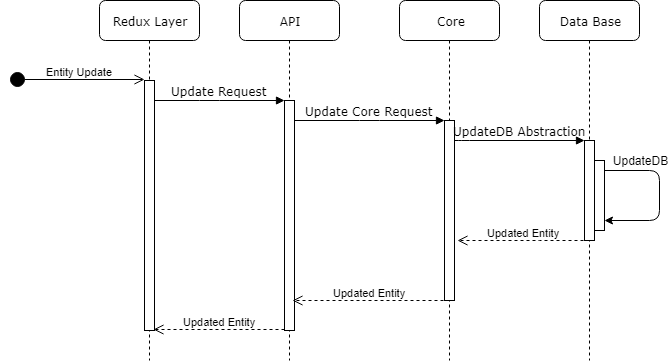 Redux Layer
API
Core
Data Base
Entity Update
Update Request
Update Core Request
UpdateDB Abstraction
UpdateDB
Updated Entity
Updated Entity
Updated Entity